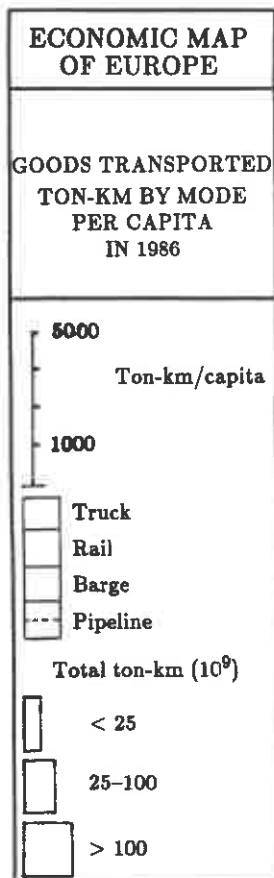 ECONOMIC MAP
OF EUROPE
GOODS TRANSPORTED
TON-KM BY MODE
PER CAPITA
IN 1986
5000
Ton-km/capita
1000
Truck
Rail
Barge
Pipeline
Total ton-km (10⁹)
< 25
25–100
> 100